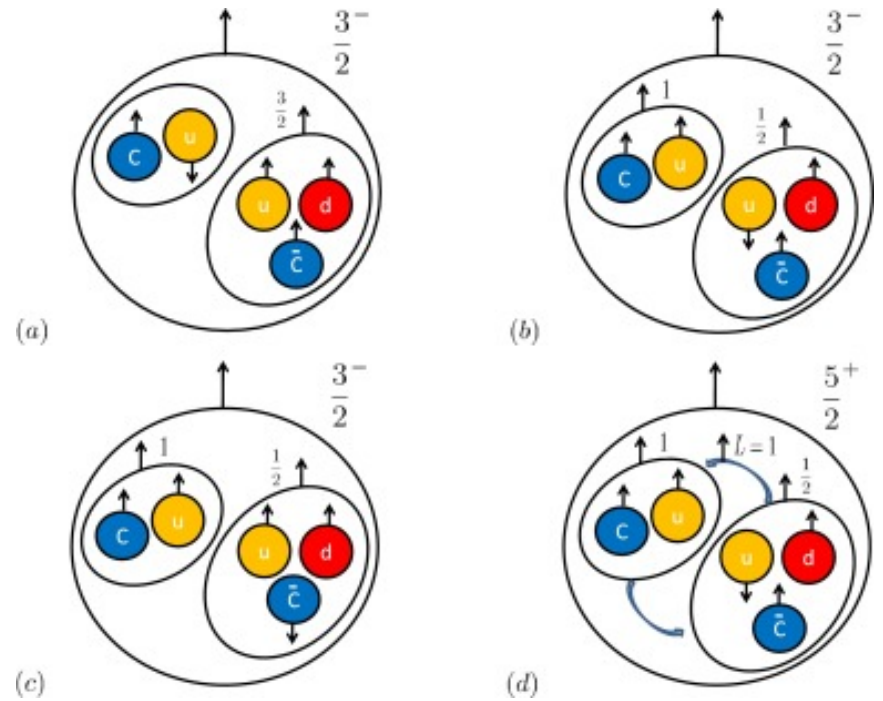 3/2⁻
3/2
c u
u d
c̄
(a)
3/2⁻
1
1/2
c u
u d
c̄
(b)
3/2⁻
1
1/2
c u
u d
c̄
(c)
5/2⁺
1
L=1
1/2
c u
u d
c̄
(d)